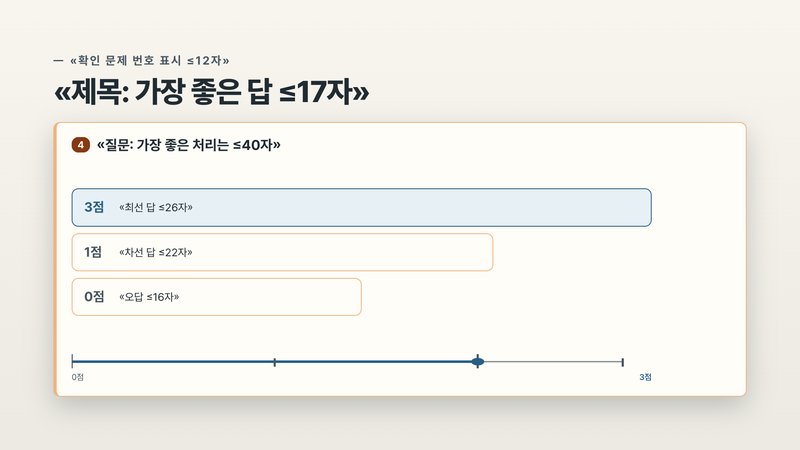 — «확인 문제 번호 표시 ≤12자»
«제목: 가장 좋은 답 ≤17자»
4 «질문: 가장 좋은 처리는 ≤40자»
3점 «최선 답 ≤26자»
1점 «차선 답 ≤22자»
0점 «오답 ≤16자»
0점 3점